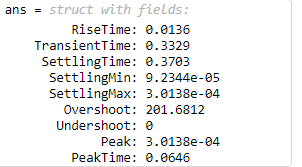 ans = struct with fields:
RiseTime: 0.0136
TransientTime: 0.3329
SettlingTime: 0.3703
SettlingMin: 9.2344e-05
SettlingMax: 3.0138e-04
Overshoot: 201.6812
Undershoot: 0
Peak: 3.0138e-04
PeakTime: 0.0646